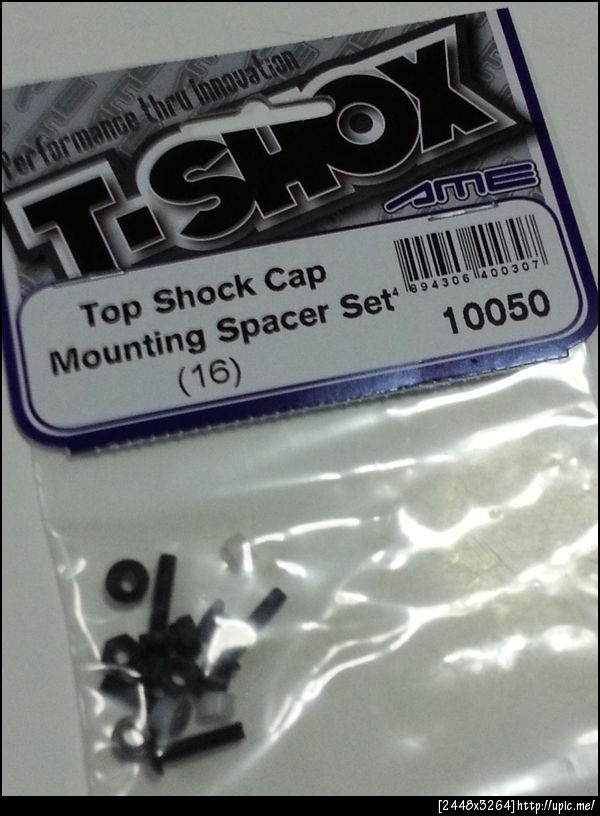 Performance thru Innovation
T-SHOX
AME
Top Shock Cap
Mounting Spacer Set
(16)
4 894306 400307
10050
[2448x3264]http://upic.me/